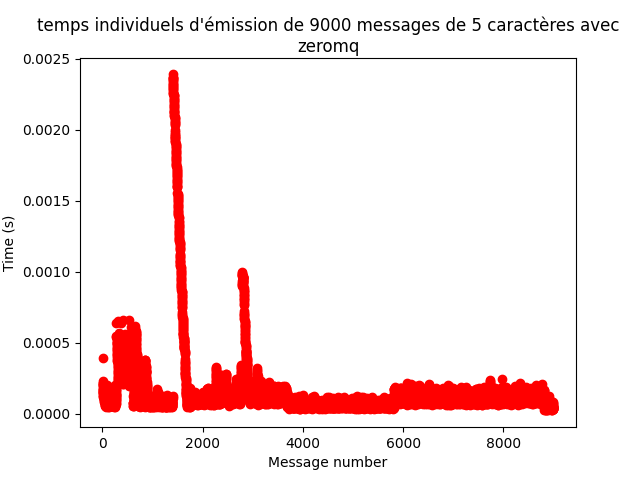 temps individuels d'émission de 9000 messages de 5 caractères avec
zeromq
0.0025
0.0020
0.0015
0.0010
0.0005
0.0000
Time (s)
0 2000 4000 6000 8000
Message number